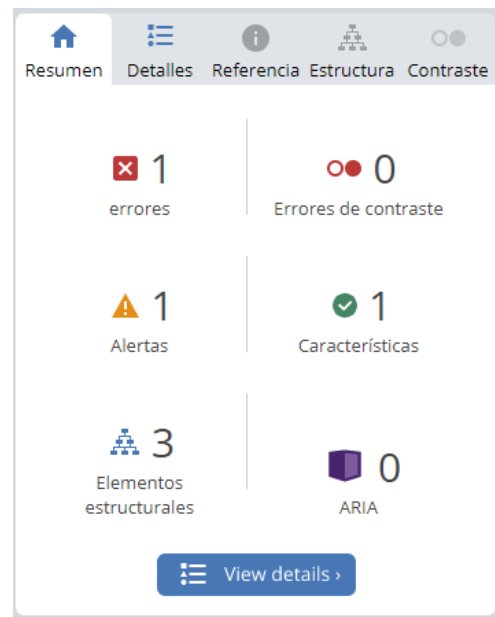 Resumen Detalles Referencia Estructura Contraste
1 0
errores Errores de contraste
1 1
Alertas Características
3 0
Elementos
estructurales ARIA
View details ›